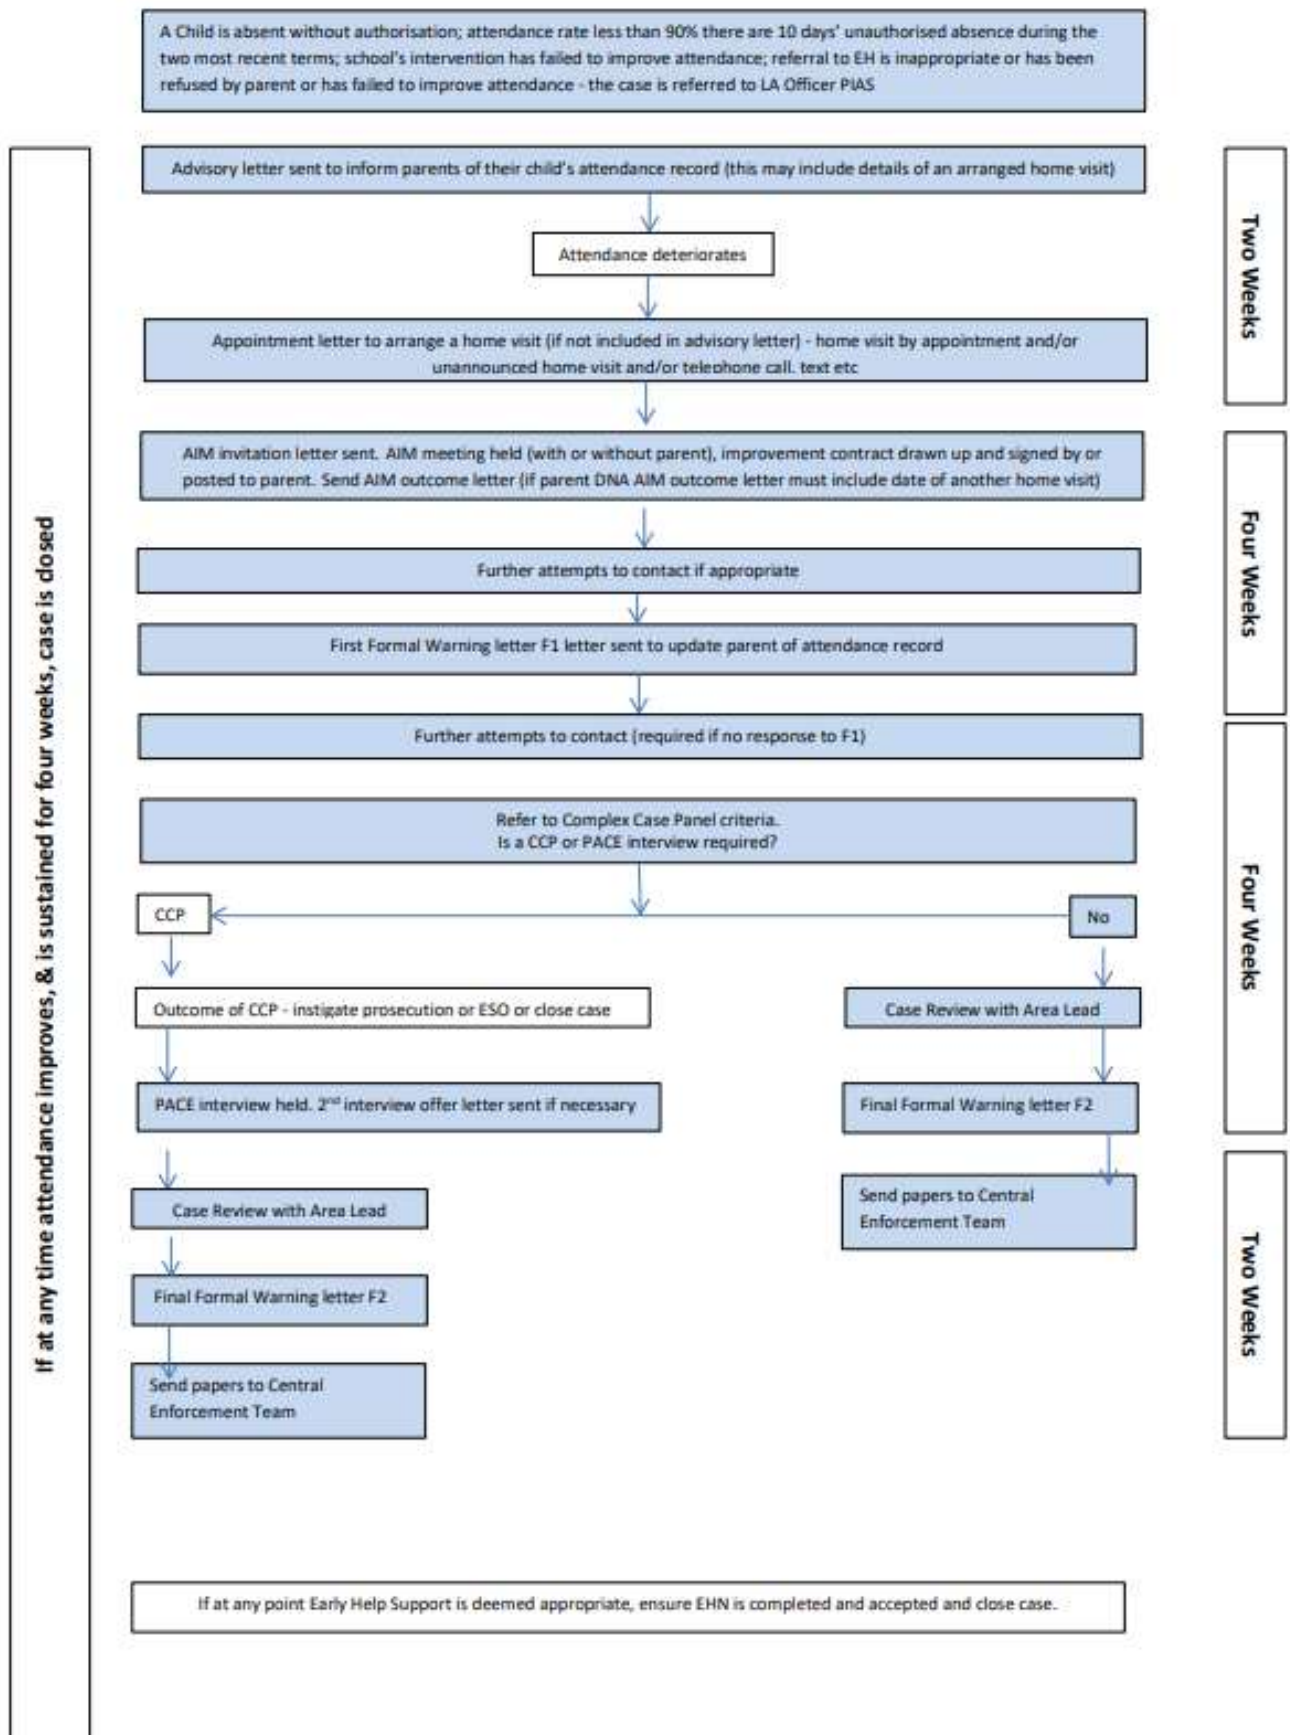 A Child is absent without authorisation; attendance rate less than 90% there are 10 days' unauthorised absence during the
two most recent terms; school's intervention has failed to improve attendance; referral to EH is inappropriate or has been
refused by parent or has failed to improve attendance - the case is referred to LA Officer PIAS
If at any time attendance improves, & is sustained for four weeks, case is closed
Advisory letter sent to inform parents of their child's attendance record (this may include details of an arranged home visit)
Two Weeks
Attendance deteriorates
Appointment letter to arrange a home visit (if not included in advisory letter) - home visit by appointment and/or
unannounced home visit and/or telephone call. text etc
AIM invitation letter sent. AIM meeting held (with or without parent), improvement contract drawn up and signed by or
posted to parent. Send AIM outcome letter (if parent DNA AIM outcome letter must include date of another home visit)
Four Weeks
Further attempts to contact if appropriate
First Formal Warning letter F1 letter sent to update parent of attendance record
Further attempts to contact (required if no response to F1)
Four Weeks
Refer to Complex Case Panel criteria.
Is a CCP or PACE interview required?
CCP
No
Outcome of CCP - instigate prosecution or ESO or close case
Case Review with Area Lead
PACE interview held. 2nd interview offer letter sent if necessary
Final Formal Warning letter F2
Two Weeks
Case Review with Area Lead
Send papers to Central
Enforcement Team
Final Formal Warning letter F2
Send papers to Central
Enforcement Team
If at any point Early Help Support is deemed appropriate, ensure EHN is completed and accepted and close case.